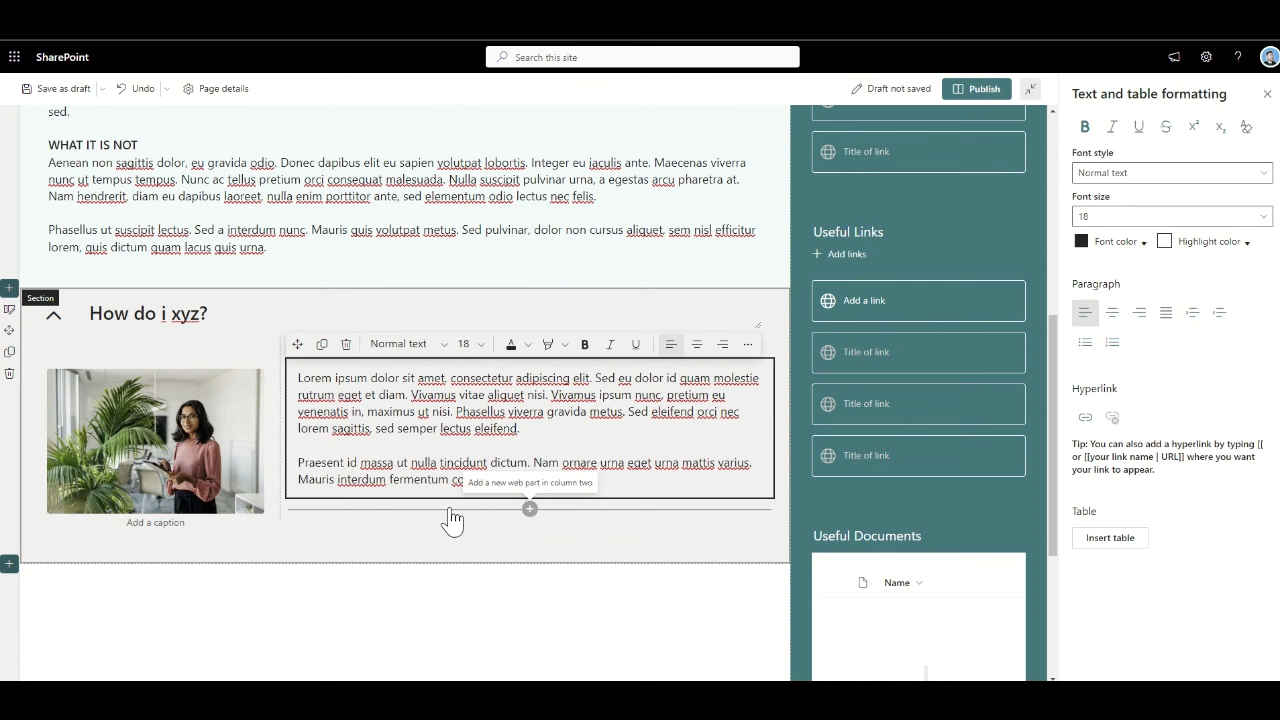 SharePoint
Search this site
Save as draft
Undo
Page details
Draft not saved
Publish
sed.
WHAT IT IS NOT
Aenean non sagittis dolor, eu gravida odio. Donec dapibus elit eu sapien volutpat lobortis. Integer eu iaculis ante. Maecenas viverra
nunc ut tempus tempus. Nunc ac tellus pretium orci consequat malesuada. Nulla suscipit pulvinar urna, a egestas arcu pharetra at.
Nam hendrerit, diam eu dapibus laoreet, nulla enim porttitor ante, sed elementum odio lectus nec felis.
Phasellus ut suscipit lectus. Sed a interdum nunc. Mauris quis volutpat metus. Sed pulvinar, dolor non cursus aliquet, sem nisl efficitur
lorem, quis dictum quam lacus quis urna.
Section
How do i xyz?
Normal text
18
Lorem ipsum dolor sit amet, consectetur adipiscing elit. Sed eu dolor id quam molestie
rutrum eget et diam. Vivamus vitae aliquet nisi. Vivamus ipsum nunc, pretium eu
venenatis in, maximus ut nisi. Phasellus viverra gravida metus. Sed eleifend orci nec
lorem sagittis, sed semper lectus eleifend.
Praesent id massa ut nulla tincidunt dictum. Nam ornare urna eget urna mattis varius.
Mauris interdum fermentum
Add a new web part in column two
Add a caption
Title of link
Useful Links
Add links
Add a link
Title of link
Title of link
Title of link
Useful Documents
Name
Text and table formatting
B I U S x² x₂ A
Font style
Normal text
Font size
18
Font color
Highlight color
Paragraph
Hyperlink
Tip: You can also add a hyperlink by typing [[
or [[your link name | URL]] where you want
your link to appear.
Table
Insert table